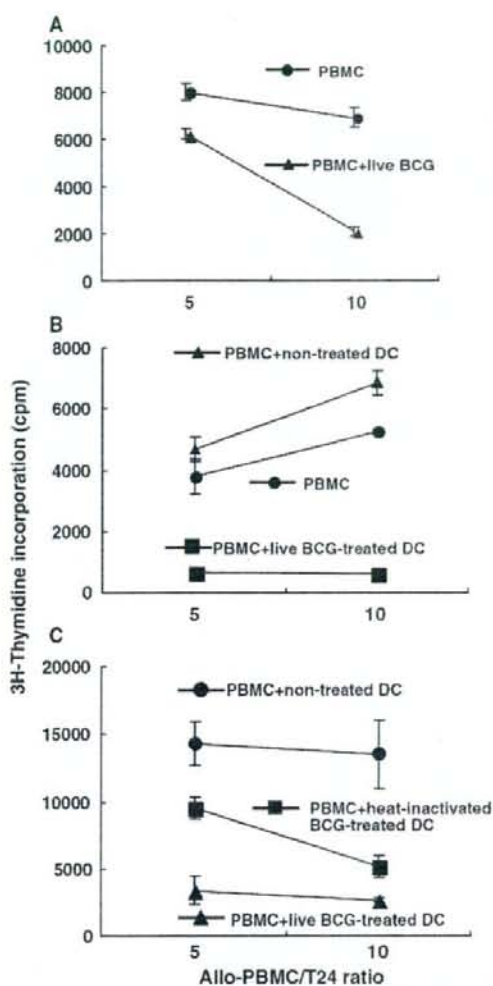 A
10000
8000
6000
4000
2000
0
PBMC
PBMC+live BCG
5 10
B
8000
6000
4000
2000
0
PBMC+non-treated DC
PBMC
PBMC+live BCG-treated DC
5 10
3H-Thymidine incorporation (cpm)
C
20000
15000
10000
5000
0
PBMC+non-treated DC
PBMC+heat-inactivated
BCG-treated DC
PBMC+live BCG-treated DC
5 10
Allo-PBMC/T24 ratio